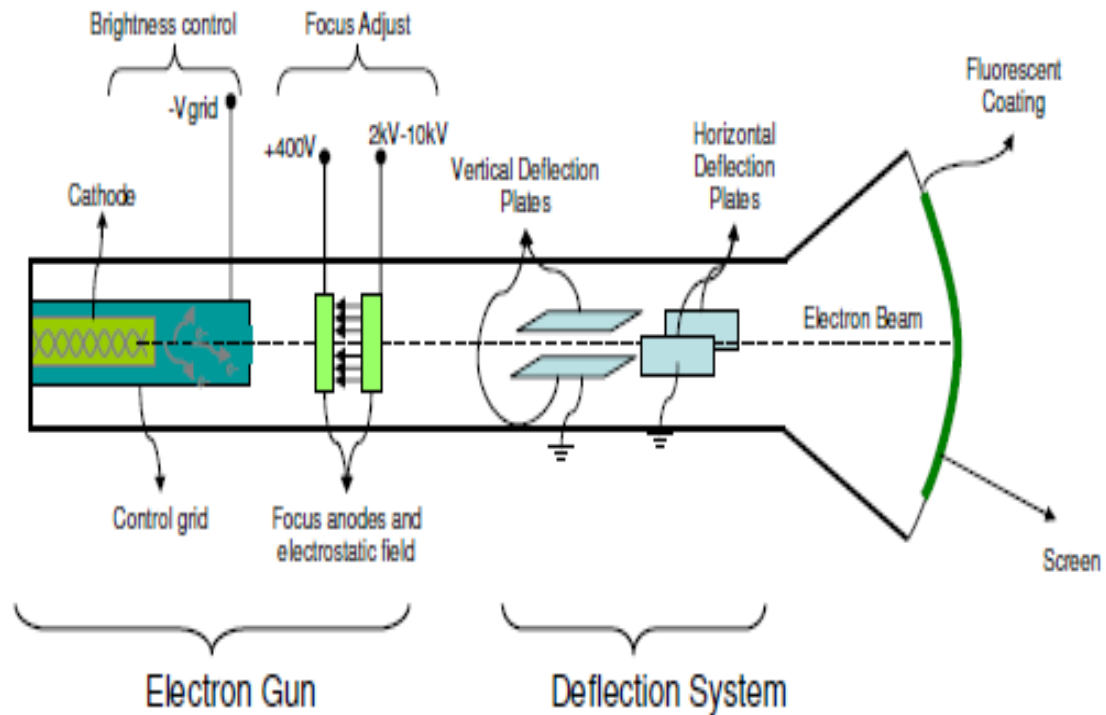 Brightness control
Focus Adjust
Fluorescent
Coating
-Vgrid
+400V
2kV-10kV
Horizontal
Deflection
Plates
Vertical Deflection
Plates
Cathode
Electron Beam
Control grid
Focus anodes and
electrostatic field
Screen
Electron Gun
Deflection System